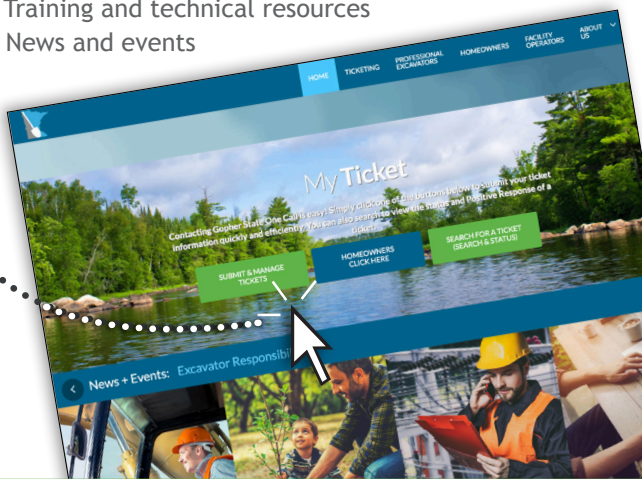 Training and technical resources
News and events
HOME
TICKETING
PROFESSIONAL
EXCAVATORS
HOMEOWNERS
FACILITY
OPERATORS
ABOUT
US
My Ticket
Contacting Gopher State One Call is easy! Simply click one of the buttons below to submit your ticket
information quickly and efficiently. You can also search to view the status and Positive Response of a
ticket.
SUBMIT & MANAGE
TICKETS
HOMEOWNERS
CLICK HERE
SEARCH FOR A TICKET
(SEARCH & STATUS)
News + Events: Excavator Responsibi